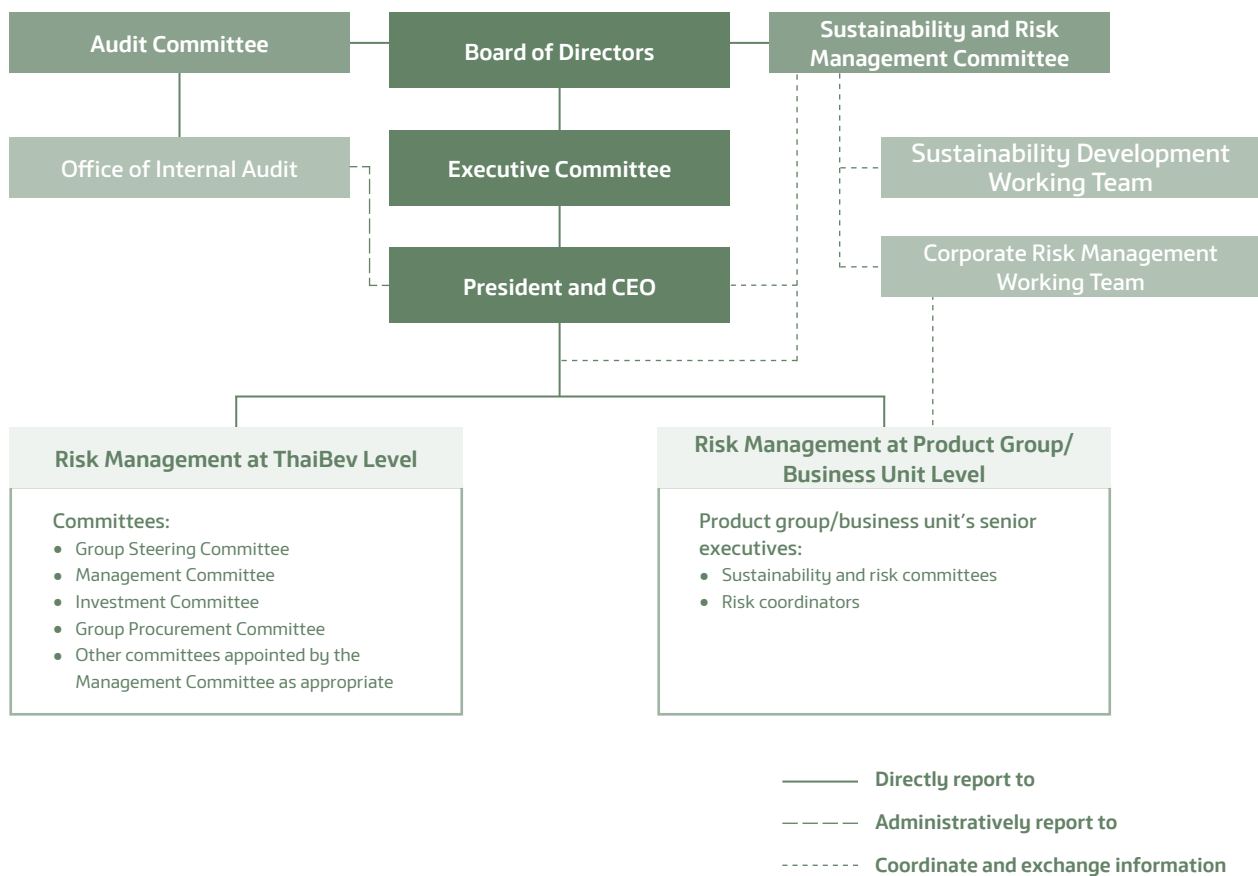 Audit Committee
Board of Directors
Sustainability and Risk
Management Committee
Office of Internal Audit
Executive Committee
Sustainability Development
Working Team
President and CEO
Corporate Risk Management
Working Team
Risk Management at ThaiBev Level
Committees:
• Group Steering Committee
• Management Committee
• Investment Committee
• Group Procurement Committee
• Other committees appointed by the
Management Committee as appropriate
Risk Management at Product Group/
Business Unit Level
Product group/business unit's senior
executives:
• Sustainability and risk committees
• Risk coordinators
Directly report to
Administratively report to
Coordinate and exchange information